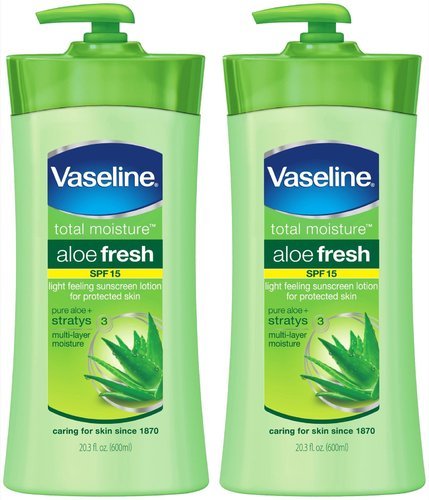 Vaseline®
total moisture™
aloe fresh
SPF 15
light feeling sunscreen lotion
for protected skin
pure aloe +
stratys 3
multi-layer
moisture
caring for skin since 1870
20.3 fl. oz. (600ml)
Vaseline®
total moisture™
aloe fresh
SPF 15
light feeling sunscreen lotion
for protected skin
pure aloe +
stratys 3
multi-layer
moisture
caring for skin since 1870
20.3 fl. oz. (600ml)